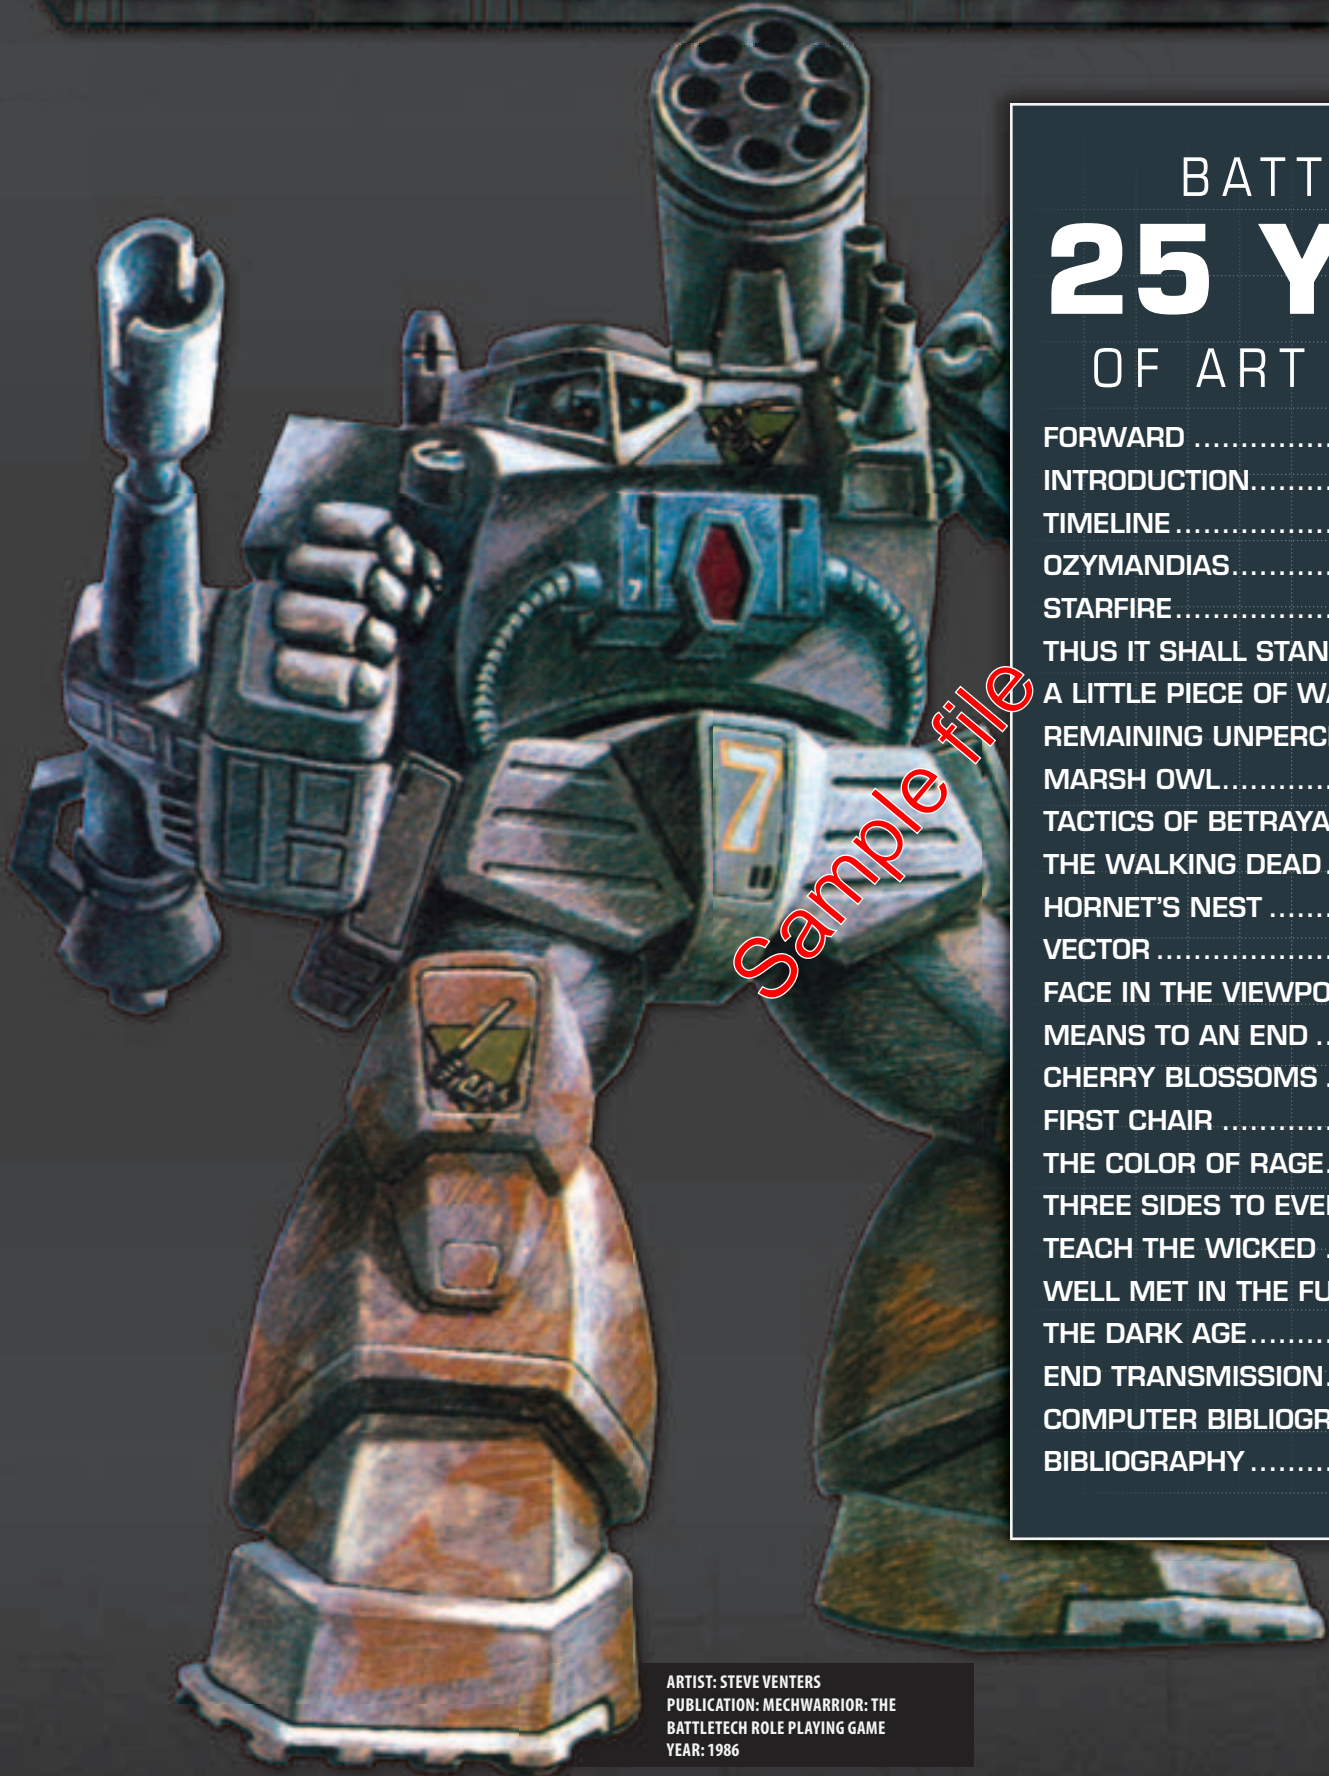 BATT
25 Y
OF ART
FORWARD ................
INTRODUCTION..........
TIMELINE ..................
OZYMANDIAS............
STARFIRE..................
THUS IT SHALL STAN
A LITTLE PIECE OF WA
REMAINING UNPERC
MARSH OWL.............
TACTICS OF BETRAYA
THE WALKING DEAD.
HORNET'S NEST ........
VECTOR ....................
FACE IN THE VIEWPO
MEANS TO AN END ..
CHERRY BLOSSOMS .
FIRST CHAIR .............
THE COLOR OF RAGE.
THREE SIDES TO EVE
TEACH THE WICKED .
WELL MET IN THE FU
THE DARK AGE..........
END TRANSMISSION.
COMPUTER BIBLIOGR
BIBLIOGRAPHY ..........
7
7
Sample file
ARTIST: STEVE VENTERS
PUBLICATION: MECHWARRIOR: THE
BATTLETECH ROLE PLAYING GAME
YEAR: 1986